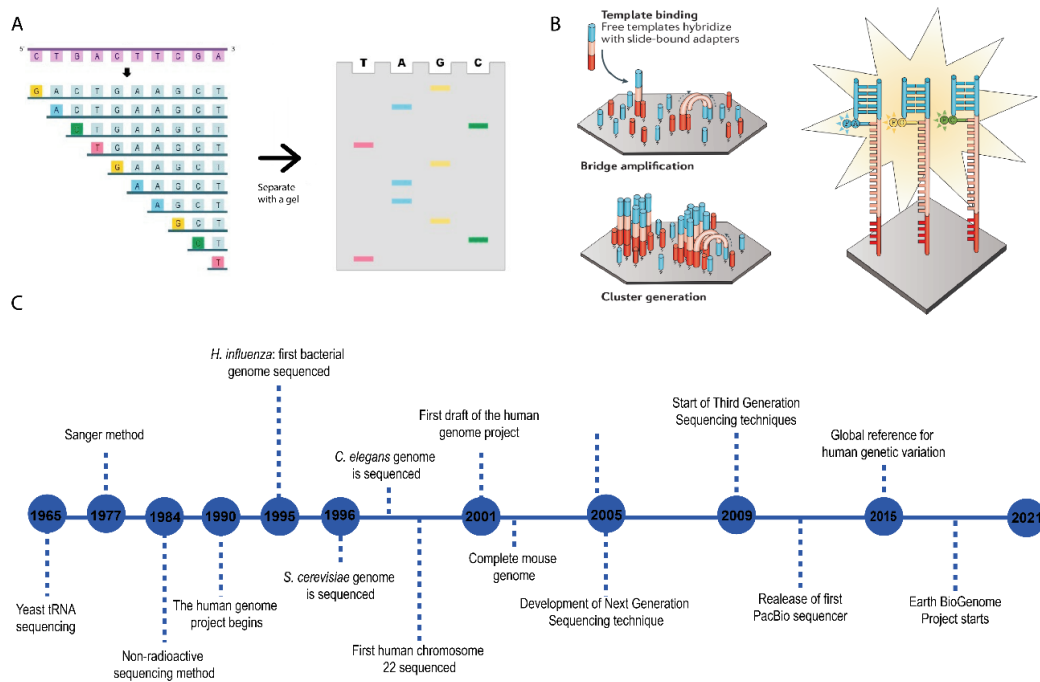 A
5' 3'
C T G A C T T C G A
G A C T G A A G C T
A C T G A A G C T
C T G A A G C T
T G A A G C T
G A A G C T
A A G C T
A G C T
G C T
C T
T
Separate
with a gel
T A G C
B
Template binding
Free templates hybridize
with slide-bound adapters
Bridge amplification
Cluster generation
C
H. influenza: first bacterial
genome sequenced
Sanger method
C. elegans genome
is sequenced
First draft of the human
genome project
Start of Third Generation
Sequencing techniques
Global reference for
human genetic variation
1965
1977
1984
1990
1995
1996
2001
2005
2009
2015
2021
Yeast tRNA
sequencing
Non-radioactive
sequencing method
The human genome
project begins
S. cerevisiae genome
is sequenced
First human chromosome
22 sequenced
Complete mouse
genome
Development of Next Generation
Sequencing technique
Realease of first
PacBio sequencer
Earth BioGenome
Project starts